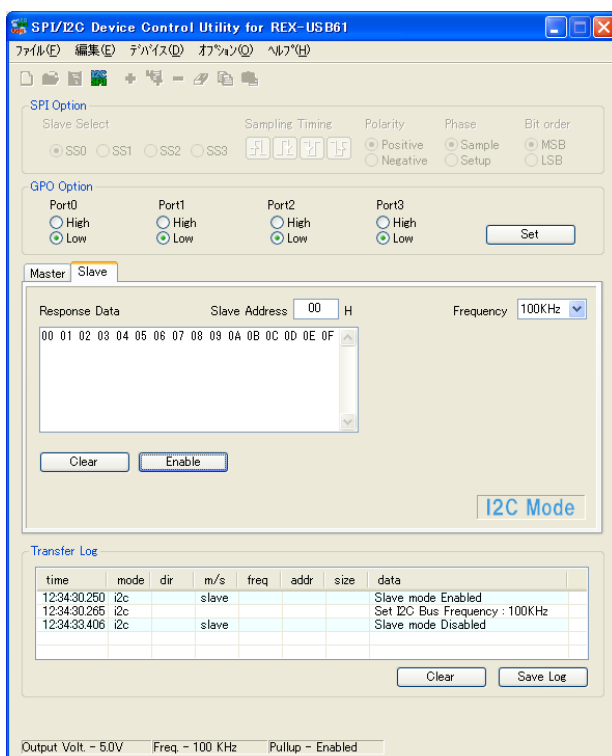 SPI/I2C Device Control Utility for REX-USB61
ファイル(F) 編集(E) デバイス(D) オプション(O) ヘルプ(H)
SPI Option
Slave Select Sampling Timing Polarity Phase Bit order
SS0 SS1 SS2 SS3 Positive Sample MSB
Negative Setup LSB
GPO Option
Port0 Port1 Port2 Port3
High High High High
Low Low Low Low Set
Master Slave
Response Data Slave Address 00 H Frequency 100KHz
00 01 02 03 04 05 06 07 08 09 0A 0B 0C 0D 0E 0F
Clear Enable
I2C Mode
Transfer Log
time mode dir m/s freq addr size data
12:34:30.250 i2c slave Slave mode Enabled
12:34:30.265 i2c Set I2C Bus Frequency : 100KHz
12:34:33.406 i2c slave Slave mode Disabled
Clear Save Log
Output Volt. - 5.0V Freq. - 100 KHz Pullup - Enabled